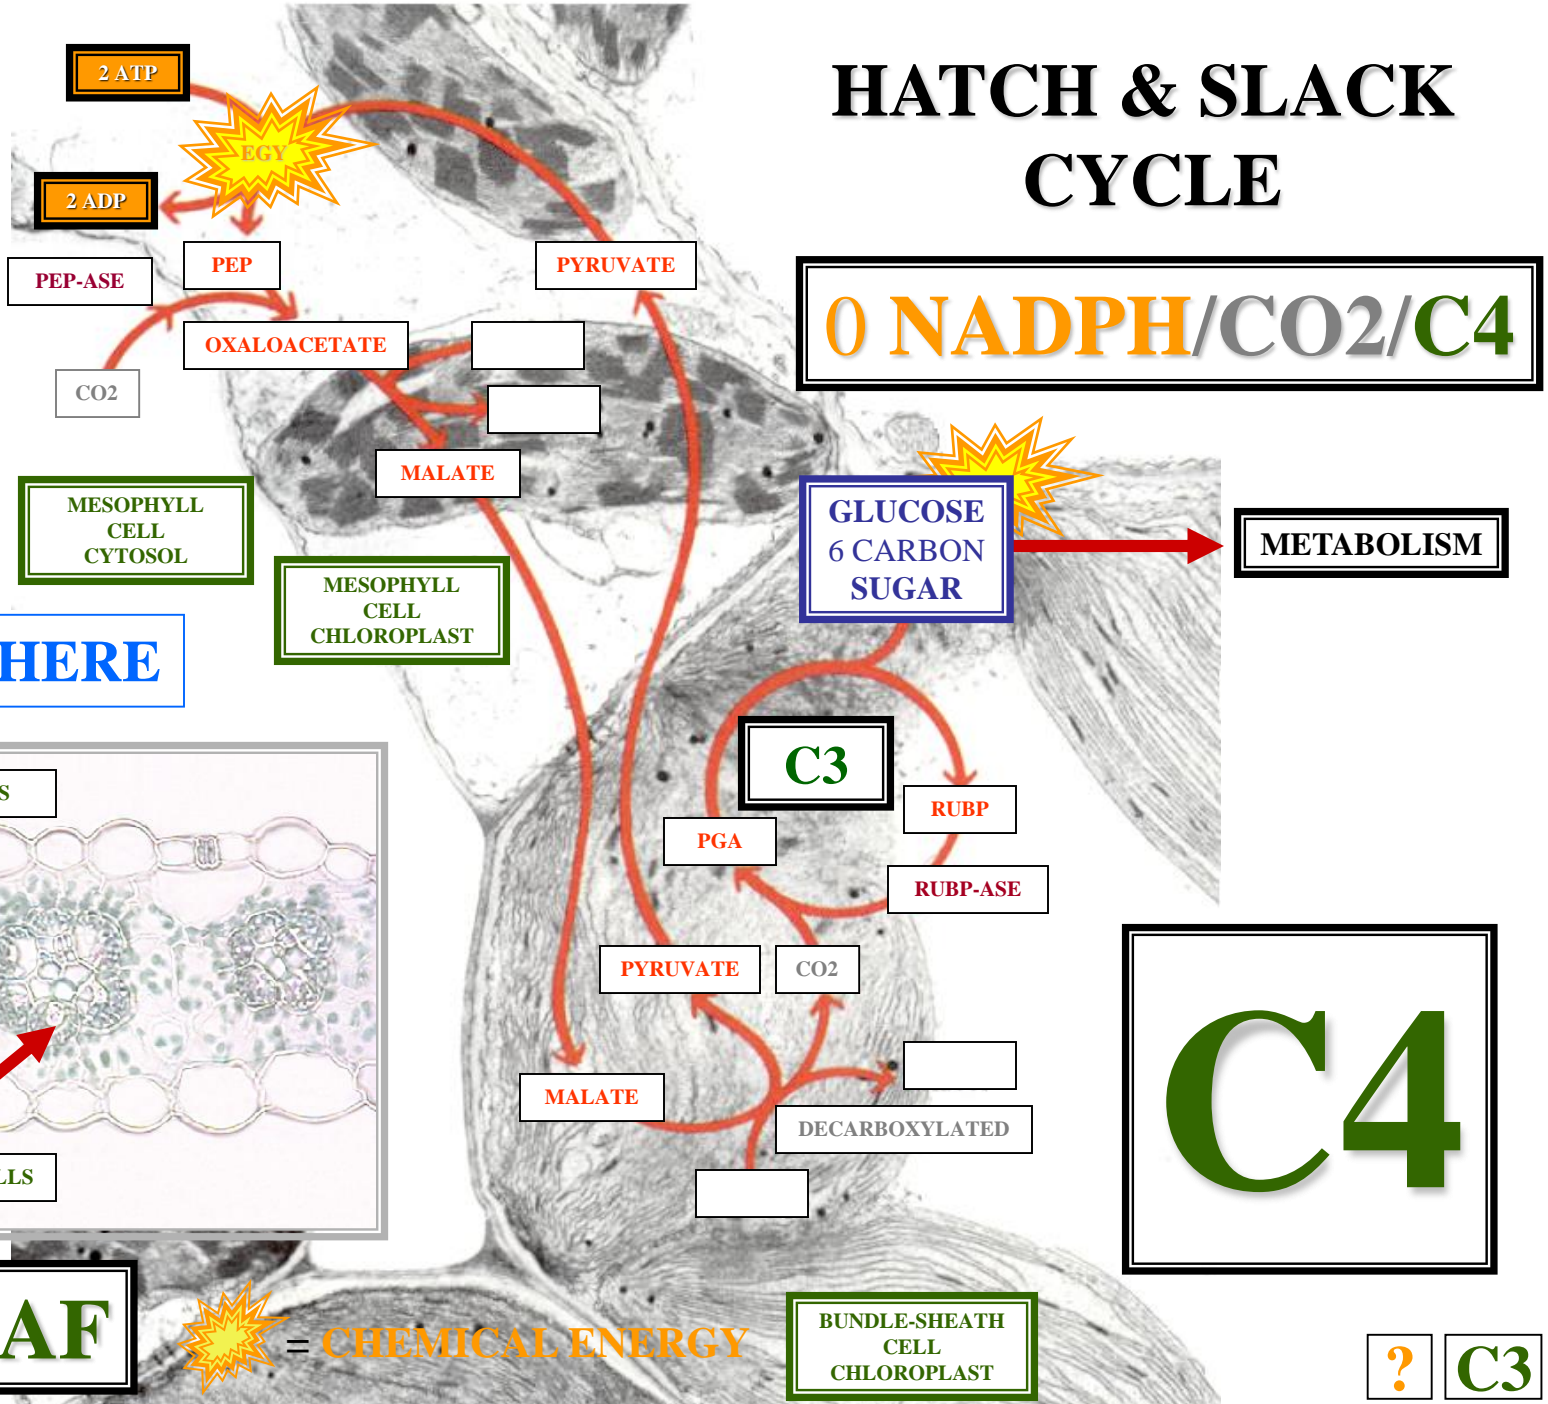 HATCH & SLACK
CYCLE
2 ATP
EGY
2 ADP
PEP-ASE
PEP
PYRUVATE
0 NADPH/CO2/C4
OXALOACETATE
CO2
MALATE
MESOPHYLL
CELL
CYTOSOL
GLUCOSE
6 CARBON
SUGAR
METABOLISM
MESOPHYLL
CELL
CHLOROPLAST
HERE
C3
S
RUBP
PGA
RUBP-ASE
PYRUVATE
CO2
MALATE
DECARBOXYLATED
C4
LLS
AF
= CHEMICAL ENERGY
BUNDLE-SHEATH
CELL
CHLOROPLAST
?
C3